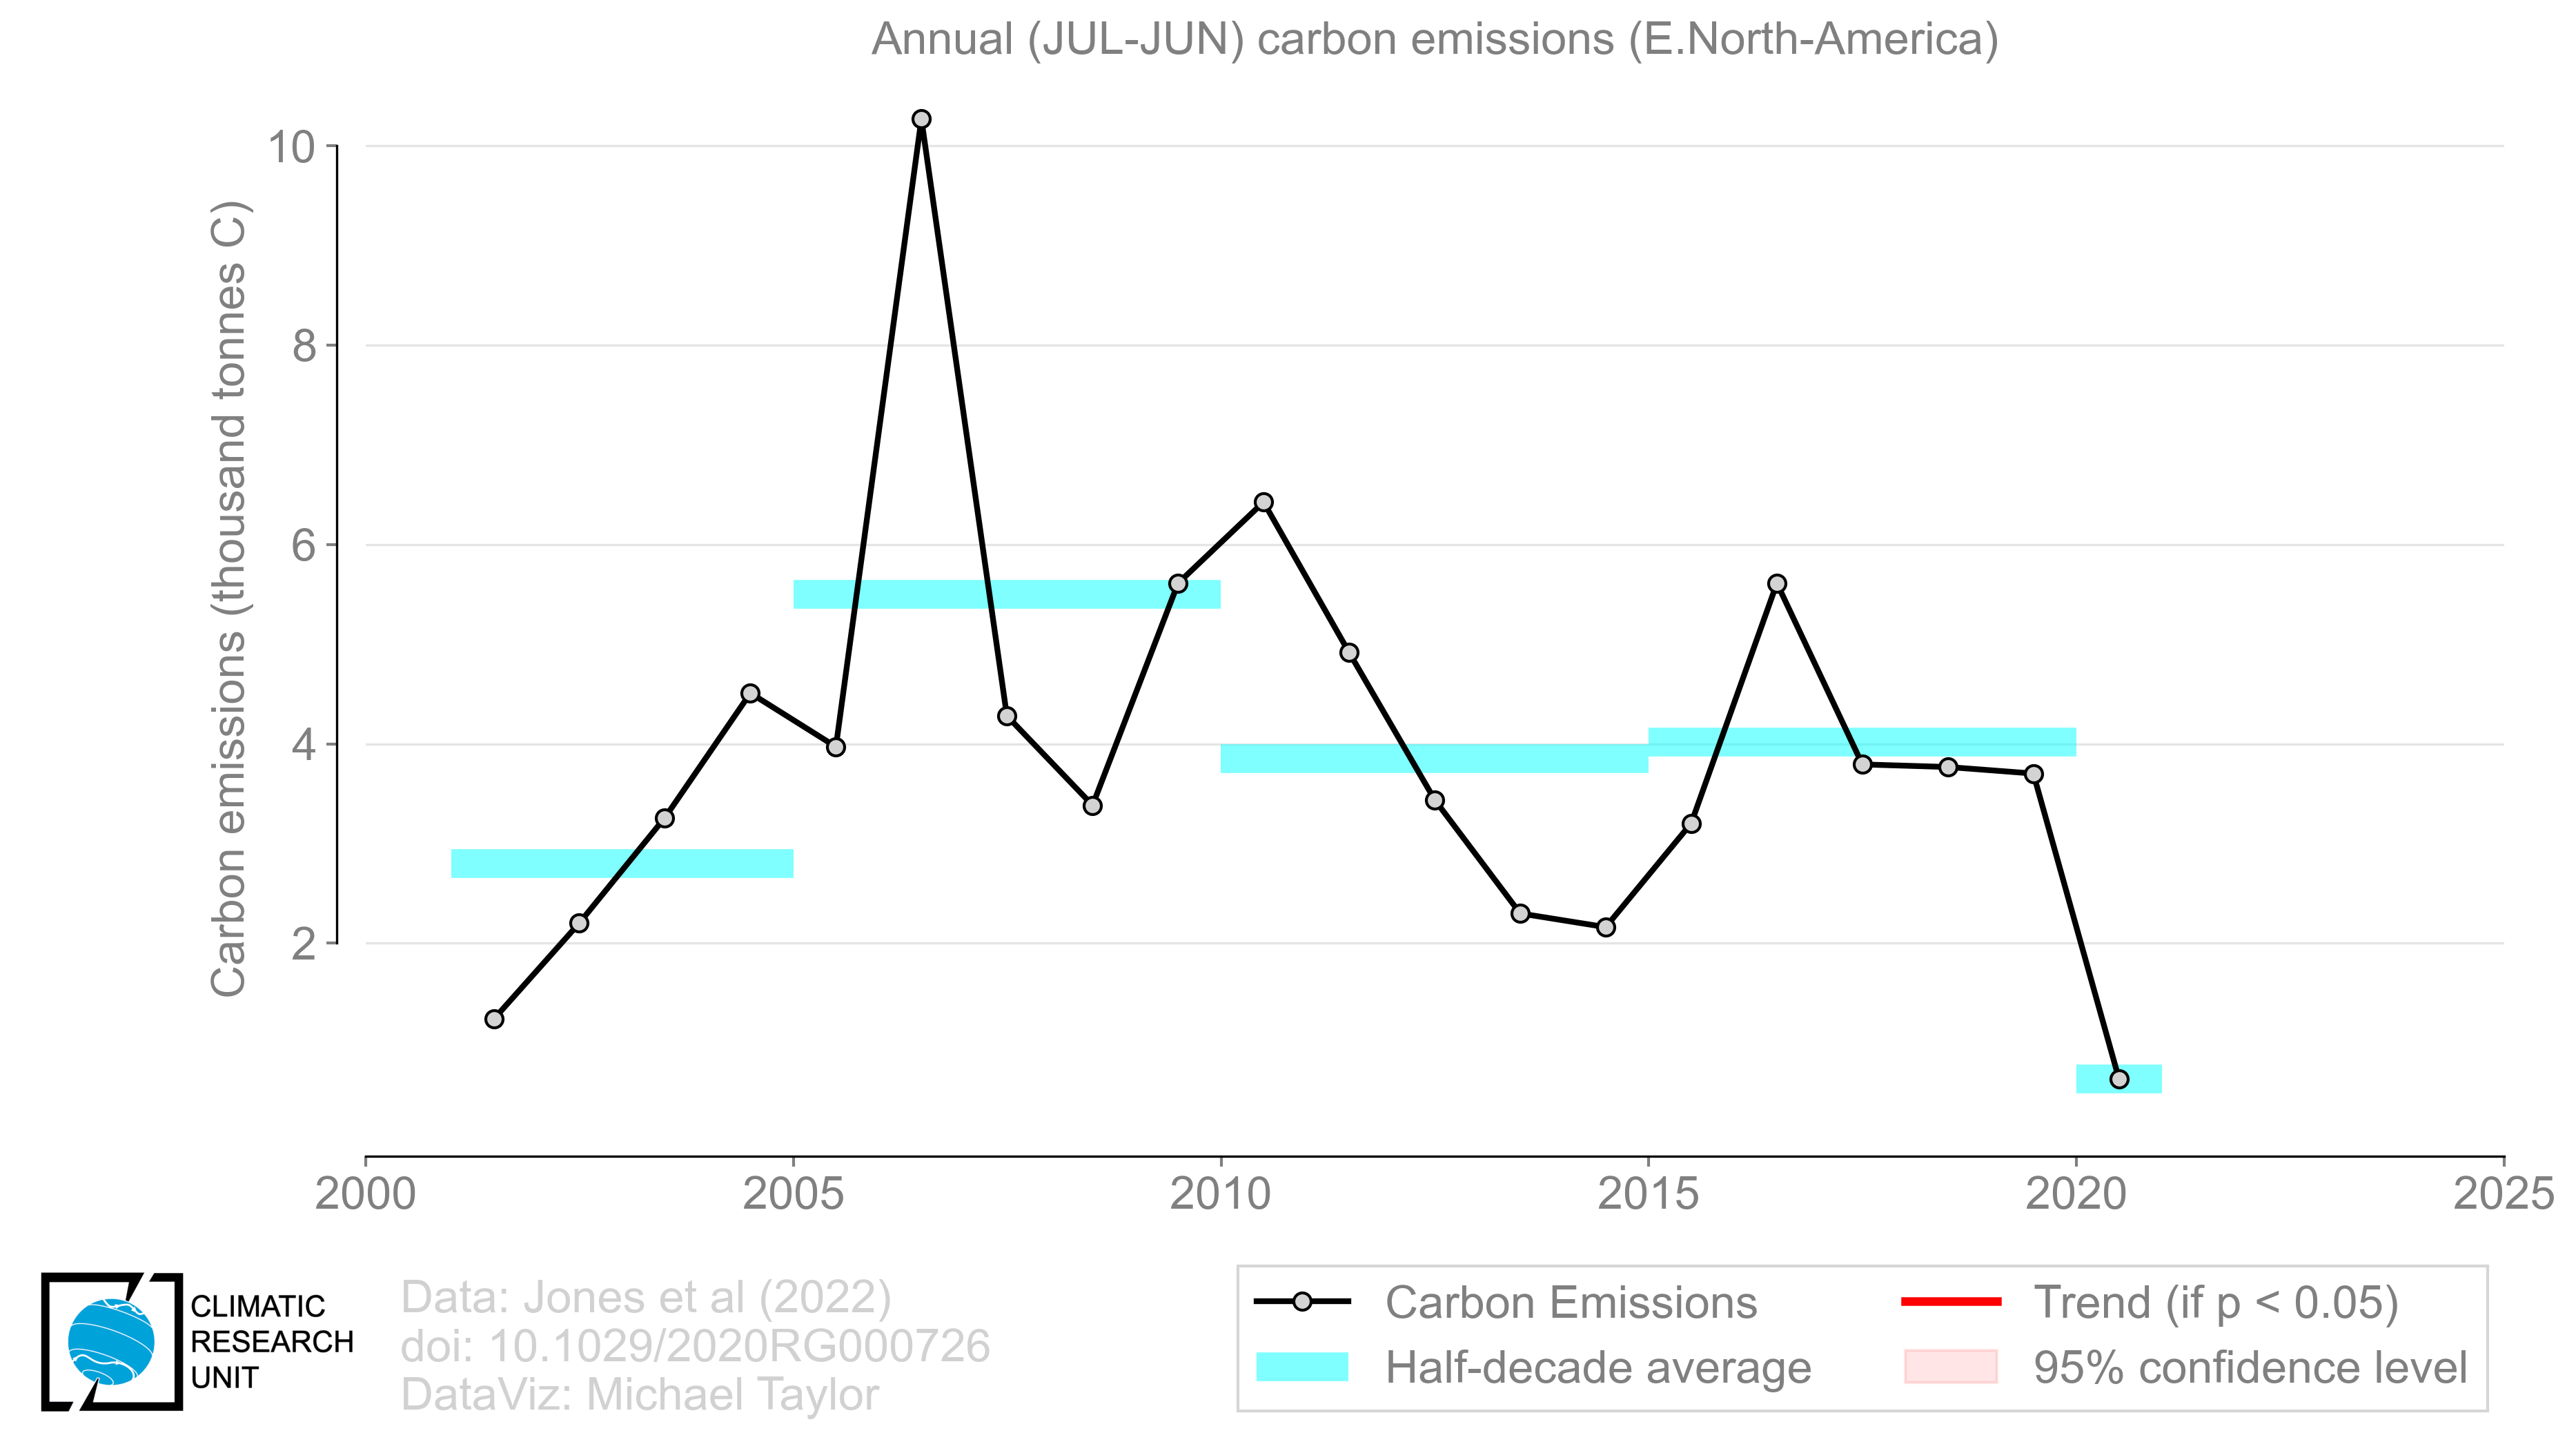 Annual (JUL-JUN) carbon emissions (E.North-America)
Carbon emissions (thousand tonnes C)
10
8
6
4
2
2000
2005
2010
2015
2020
2025
CLIMATIC
RESEARCH
UNIT
Data: Jones et al (2022)
doi: 10.1029/2020RG000726
DataViz: Michael Taylor
Carbon Emissions
Half-decade average
Trend (if p < 0.05)
95% confidence level